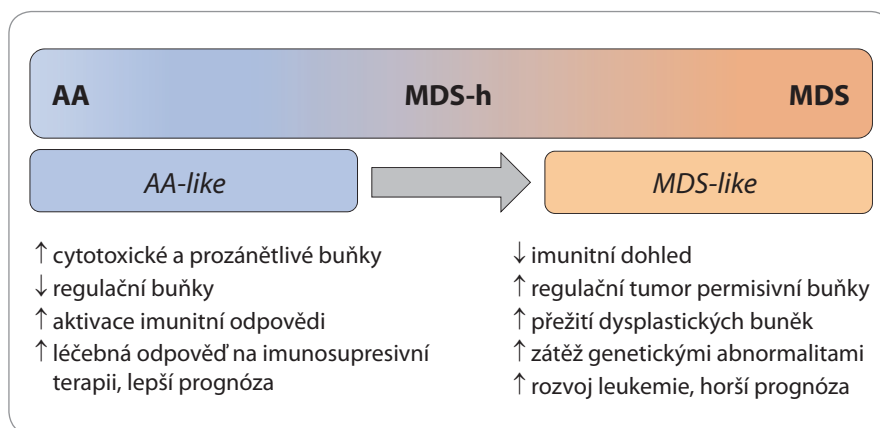 AA MDS-h MDS
AA-like MDS-like
↑ cytotoxické a prozánětlivé buňky
↓ regulační buňky
↑ aktivace imunitní odpovědi
↑ léčebná odpověď na imunosupresivní
terapii, lepší prognóza
↓ imunitní dohled
↑ regulační tumor permisivní buňky
↑ přežití dysplastických buněk
↑ zátěž genetickými abnormalitami
↑ rozvoj leukemie, horší prognóza